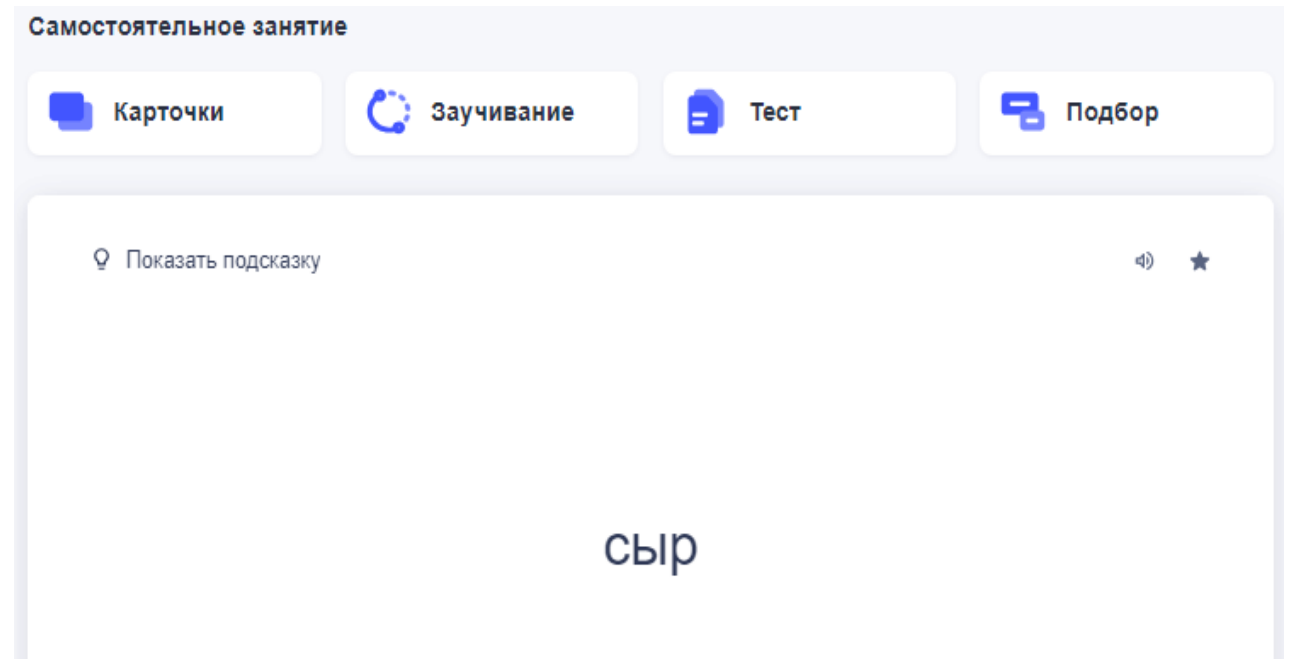 Самостоятельное занятие
Карточки Заучивание Тест Подбор
Показать подсказку
сыр